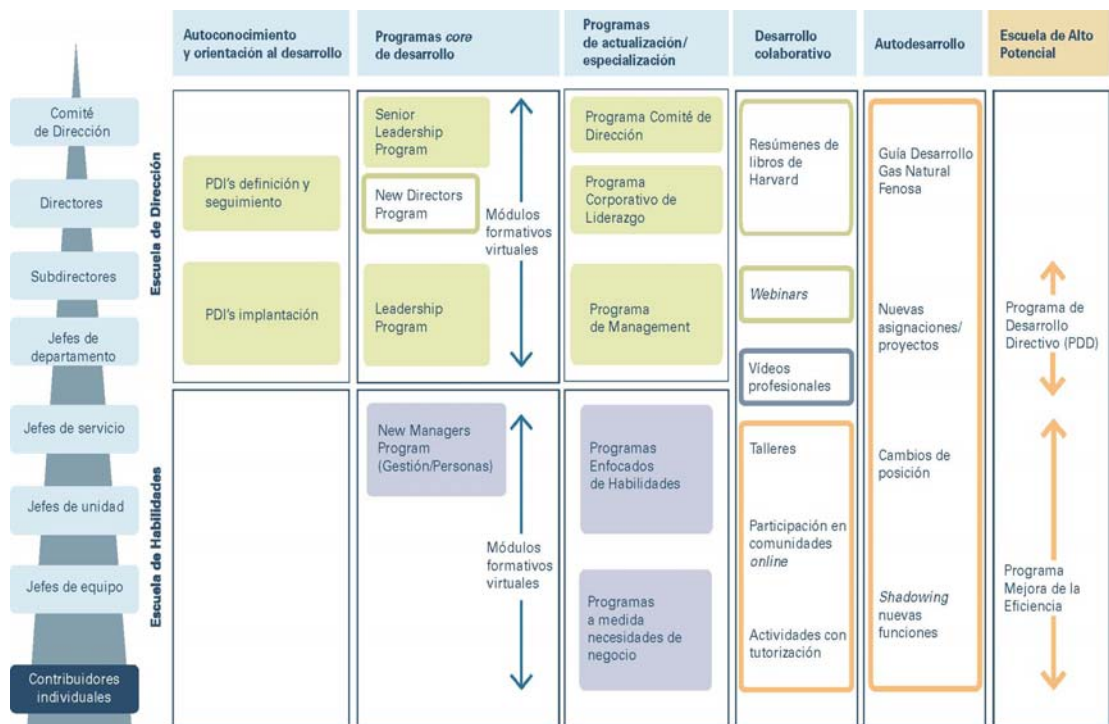 Autoconocimiento
y orientación al desarrollo
Programas core
de desarrollo
Programas
de actualización/
especialización
Desarrollo
colaborativo
Autodesarrollo
Escuela de Alto
Potencial
Comité
de Dirección
Directores
Subdirectores
Jefes de
departamento
Jefes de servicio
Jefes de unidad
Jefes de equipo
Contribuidores
individuales
Escuela de Dirección
Escuela de Habilidades
PDI's definición y
seguimiento
PDI's implantación
Senior
Leadership
Program
New Directors
Program
Leadership
Program
Módulos
formativos
virtuales
New Managers
Program
(Gestión/Personas)
Módulos
formativos
virtuales
Programa Comité de
Dirección
Programa
Corporativo de
Liderazgo
Programa
de Management
Programas
Enfocados
de Habilidades
Programas
a medida
necesidades de
negocio
Resúmenes de
libros de
Harvard
Webinars
Vídeos
profesionales
Talleres
Participación en
comunidades
online
Actividades con
tutorización
Guía Desarrollo
Gas Natural
Fenosa
Nuevas
asignaciones/
proyectos
Cambios de
posición
Shadowing
nuevas
funciones
Programa de
Desarrollo
Directivo (PDD)
Programa
Mejora de la
Eficiencia